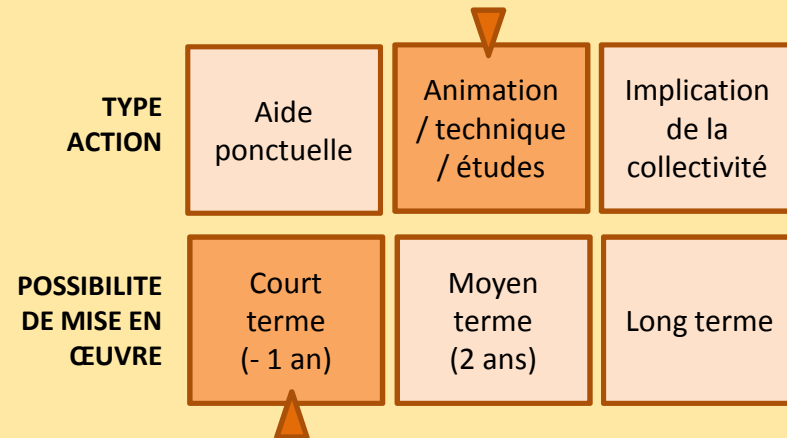 TYPE
ACTION
Aide
ponctuelle
Animation
/ technique
/ études
Implication
de la
collectivité
POSSIBILITE
DE MISE EN
ŒUVRE
Court
terme
(- 1 an)
Moyen
terme
(2 ans)
Long terme